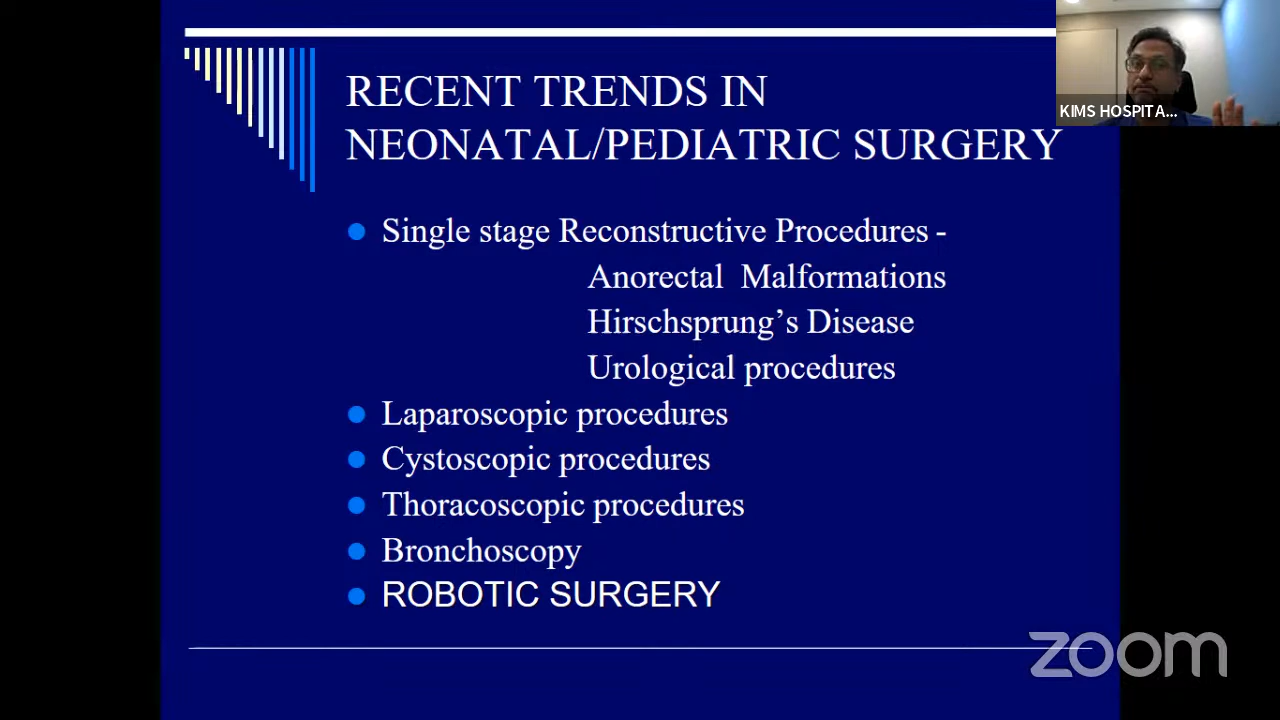 RECENT TRENDS IN
NEONATAL/PEDIATRIC SURGERY
KIMS HOSPITA...
Single stage Reconstructive Procedures -
Anorectal Malformations
Hirschsprung's Disease
Urological procedures
Laparoscopic procedures
Cystoscopic procedures
Thoracoscopic procedures
Bronchoscopy
ROBOTIC SURGERY
zoom